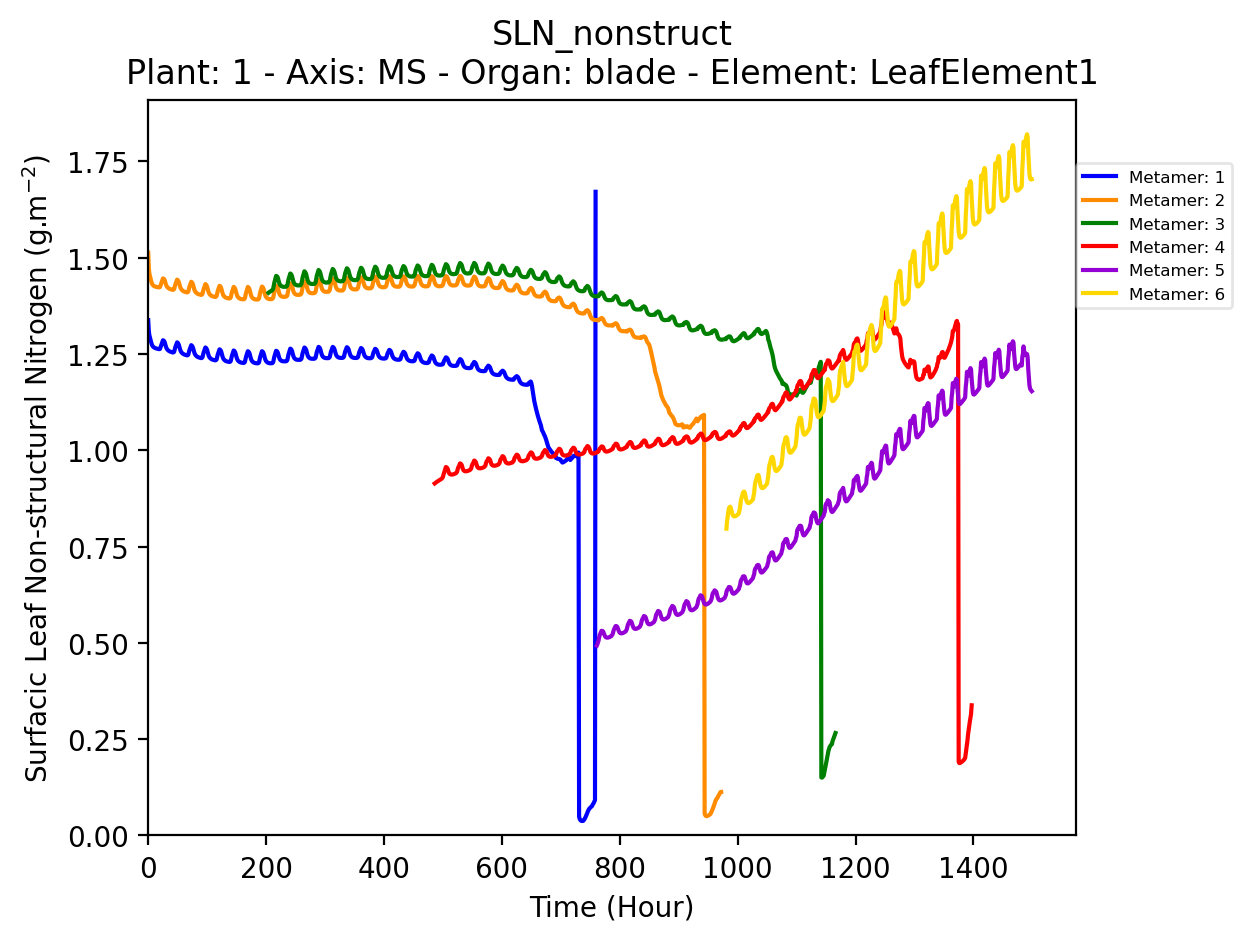 SLN_nonstruct
Plant: 1 - Axis: MS - Organ: blade - Element: LeafElement1
Surfacic Leaf Non-structural Nitrogen (g.m⁻²)
1.75
1.50
1.25
1.00
0.75
0.50
0.25
0.00
0 200 400 600 800 1000 1200 1400
Time (Hour)
Metamer: 1
Metamer: 2
Metamer: 3
Metamer: 4
Metamer: 5
Metamer: 6